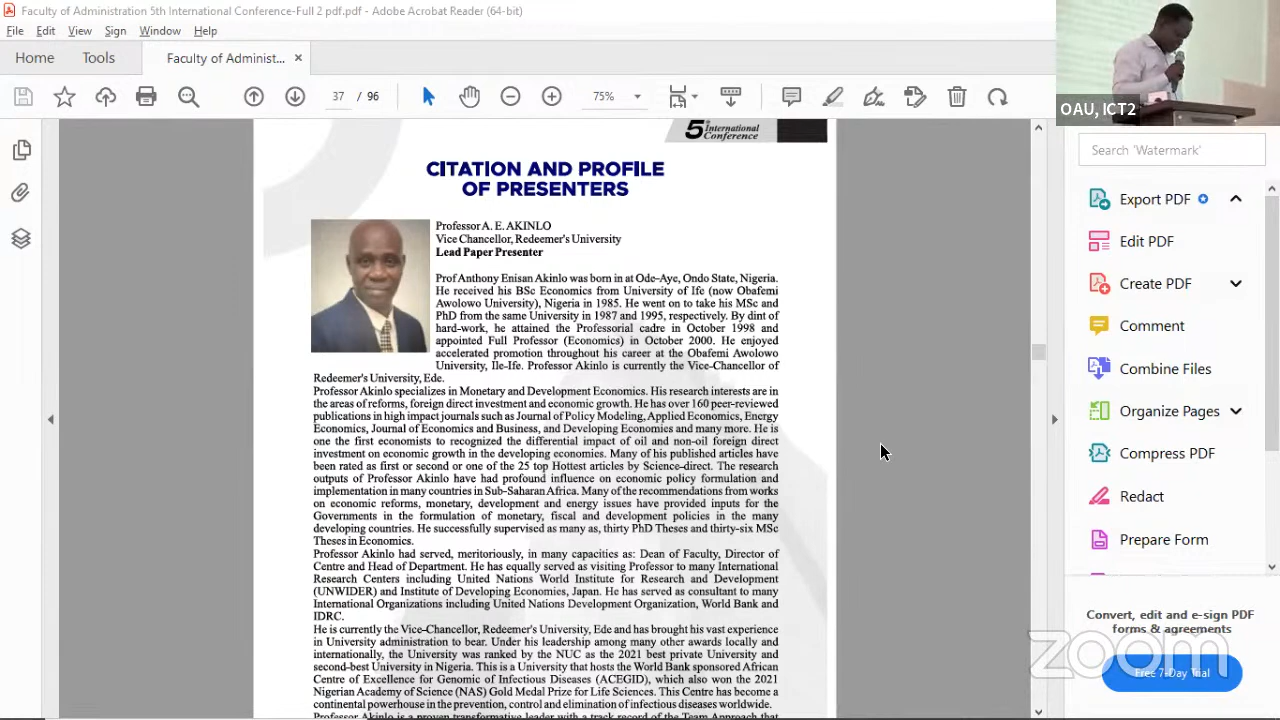 Faculty of Administration 5th International Conference-Full 2 pdf.pdf - Adobe Acrobat Reader (64-bit)
File Edit View Sign Window Help
Home Tools Faculty of Administ... ×
37 / 96 75%
OAU, ICT2
5th International
Conference
CITATION AND PROFILE
OF PRESENTERS
Professor A. E. AKINLO
Vice Chancellor, Redeemer's University
Lead Paper Presenter
Prof Anthony Enisan Akinlo was born in at Ode-Aye, Ondo State, Nigeria.
He received his BSc Economics from University of Ife (now Obafemi
Awolowo University), Nigeria in 1985. He went on to take his MSc and
PhD from the same University in 1987 and 1995, respectively. By dint of
hard-work, he attained the Professorial cadre in October 1998 and
appointed Full Professor (Economics) in October 2000. He enjoyed
accelerated promotion throughout his career at the Obafemi Awolowo
University, Ile-Ife. Professor Akinlo is currently the Vice-Chancellor of
Redeemer's University, Ede.
Professor Akinlo specializes in Monetary and Development Economics. His research interests are in
the areas of reforms, foreign direct investment and economic growth. He has over 160 peer-reviewed
publications in high impact journals such as Journal of Policy Modeling, Applied Economics, Energy
Economics, Journal of Economics and Business, and Developing Economies and many more. He is
one the first economists to recognized the differential impact of oil and non-oil foreign direct
investment on economic growth in the developing economies. Many of his published articles have
been rated as first or second or one of the 25 top Hottest articles by Science-direct. The research
outputs of Professor Akinlo have had profound influence on economic policy formulation and
implementation in many countries in Sub-Saharan Africa. Many of the recommendations from works
on economic reforms, monetary, development and energy issues have provided inputs for the
Governments in the formulation of monetary, fiscal and development policies in the many
developing countries. He successfully supervised as many as, thirty PhD Theses and thirty-six MSc
Theses in Economics.
Professor Akinlo had served, meritoriously, in many capacities as: Dean of Faculty, Director of
Centre and Head of Department. He has equally served as visiting Professor to many International
Research Centers including United Nations World Institute for Research and Development
(UNWIDER) and Institute of Developing Economies, Japan. He has served as consultant to many
International Organizations including United Nations Development Organization, World Bank and
IDRC.
He is currently the Vice-Chancellor, Redeemer's University, Ede and has brought his vast experience
in University administration to bear. Under his leadership among many other awards locally and
internationally, the University was ranked by the NUC as the 2021 best private University and
second-best University in Nigeria. This is a University that hosts the World Bank sponsored African
Centre of Excellence for Genomic of Infectious Diseases (ACEGID), which also won the 2021
Nigerian Academy of Science (NAS) Gold Medal Prize for Life Sciences. This Centre has become a
continental powerhouse in the prevention, control and elimination of infectious diseases worldwide.
Professor Akinlo is a proven transformative leader with a track record of the Team Approach that
Search 'Watermark'
Export PDF
Edit PDF
Create PDF
Comment
Combine Files
Organize Pages
Compress PDF
Redact
Prepare Form
Convert, edit and e-sign PDF
forms & agreements
Free 7-Day Trial
zoom